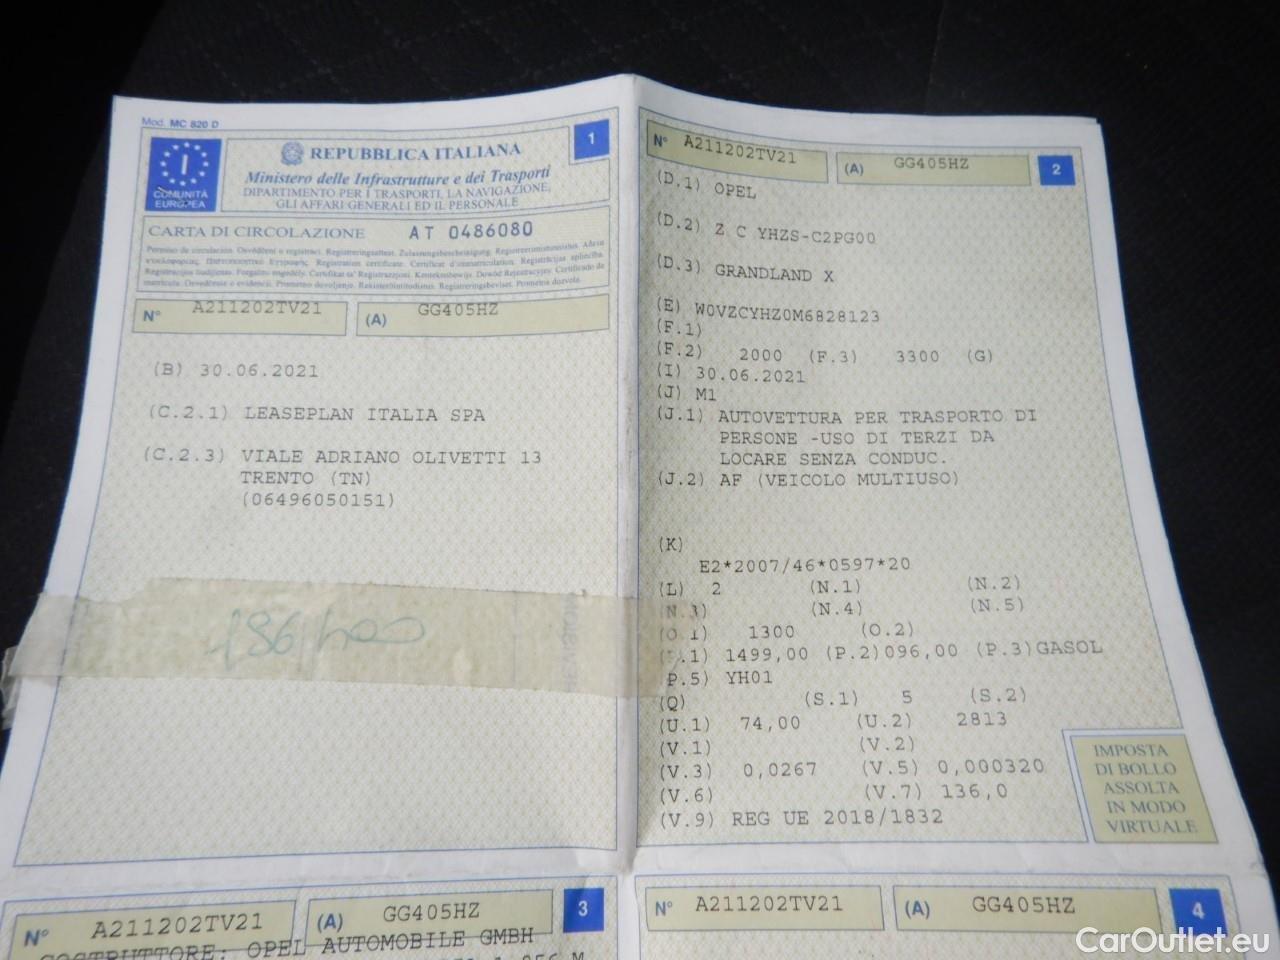 Mod. MC 820 D
I
COMUNITÀ
EUROPEA
REPUBBLICA ITALIANA
Ministero delle Infrastrutture e dei Trasporti
DIPARTIMENTO PER I TRASPORTI, LA NAVIGAZIONE,
GLI AFFARI GENERALI ED IL PERSONALE
1
CARTA DI CIRCOLAZIONE AT 0486080
N° A211202TV21 (A) GG405HZ
(B) 30.06.2021
(C.2.1) LEASEPLAN ITALIA SPA
(C.2.3) VIALE ADRIANO OLIVETTI 13
TRENTO (TN)
(06496050151)
N° A211202TV21 (A) GG405HZ 2
(D.1) OPEL
(D.2) Z C YHZS-C2PG00
(D.3) GRANDLAND X
(E) W0VZCYHZ0M6828123
(F.1)
(F.2) 2000 (F.3) 3300 (G)
(I) 30.06.2021
(J) M1
(J.1) AUTOVETTURA PER TRASPORTO DI
PERSONE -USO DI TERZI DA
LOCARE SENZA CONDUC.
(J.2) AF (VEICOLO MULTIUSO)
(K)
E2*2007/46*0597*20
(L) 2 (N.1) (N.2)
(N.3) (N.4) (N.5)
(O.1) 1300 (O.2)
(P.1) 1499,00 (P.2)096,00 (P.3)GASOL
P.5) YH01
(Q) (S.1) 5 (S.2)
(U.1) 74,00 (U.2) 2813
(V.1) (V.2)
(V.3) 0,0267 (V.5) 0,000320
(V.6) (V.7) 136,0
(V.9) REG UE 2018/1832
IMPOSTA
DI BOLLO
ASSOLTA
IN MODO
VIRTUALE
N° A211202TV21 (A) GG405HZ 3
COSTRUTTORE: OPEL AUTOMOBILE GMBH
N° A211202TV21 (A) GG405HZ 4
CarOutlet.eu